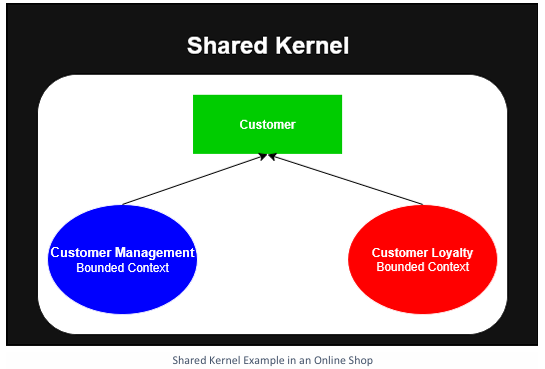 Shared Kernel
Customer
Customer Management
Bounded Context
Customer Loyalty
Bounded Context
Shared Kernel Example in an Online Shop